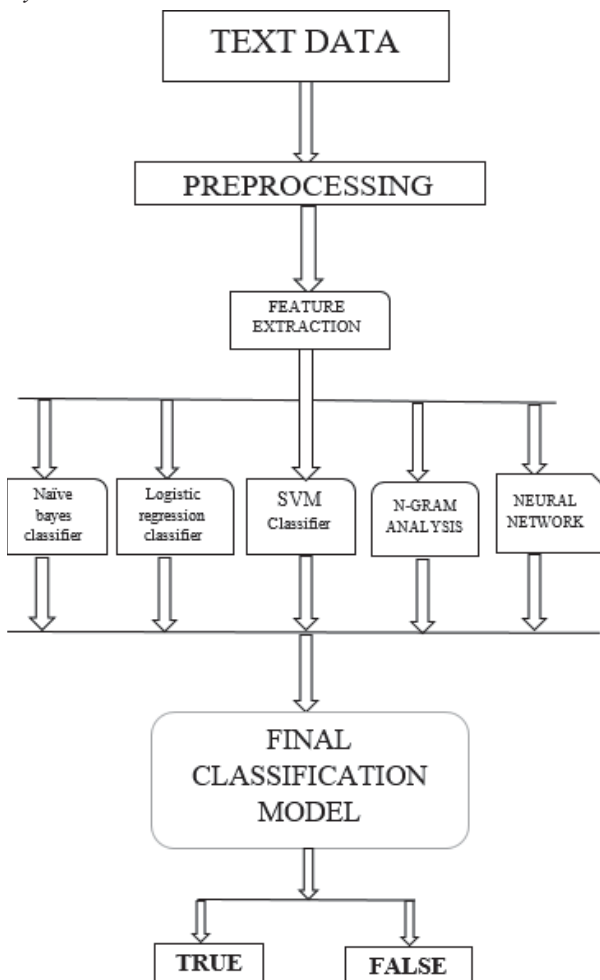 TEXT DATA
PREPROCESSING
FEATURE
EXTRACTION
Naïve
bayes
classifier
Logistic
regression
classifier
SVM
Classifier
N-GRAM
ANALYSIS
NEURAL
NETWORK
FINAL
CLASSIFICATION
MODEL
TRUE
FALSE